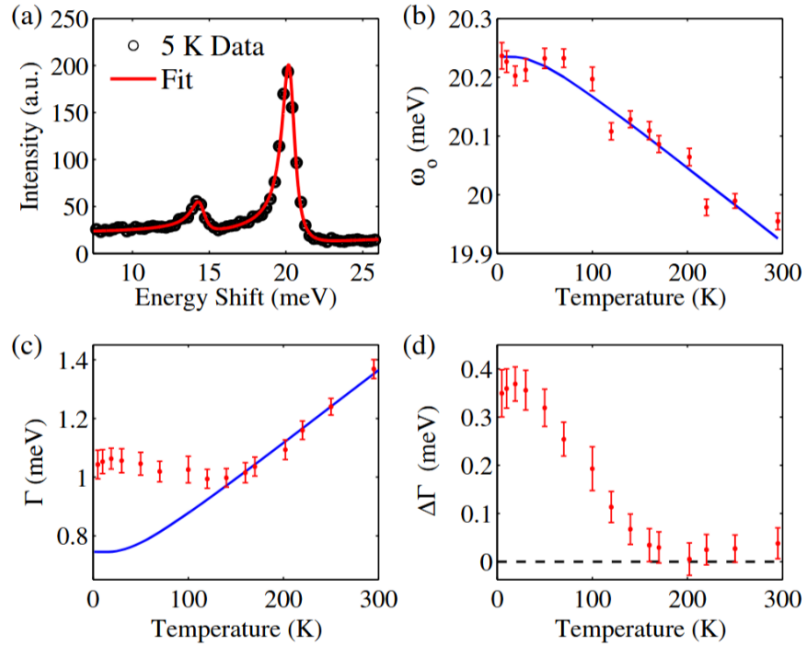 (a)
250
200
150
100
50
0
Intensity (a.u.)
5 K Data
Fit
10 15 20 25
Energy Shift (meV)
(b)
20.3
20.2
20.1
20
19.9
ωo (meV)
0 100 200 300
Temperature (K)
(c)
1.4
1.2
1
0.8
Γ (meV)
0 100 200 300
Temperature (K)
(d)
0.4
0.3
0.2
0.1
0
ΔΓ (meV)
0 100 200 300
Temperature (K)